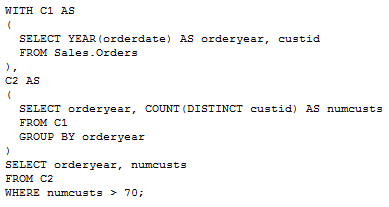 WITH C1 AS
(
  SELECT YEAR(orderdate) AS orderyear, custid
  FROM Sales.Orders
),
C2 AS
(
  SELECT orderyear, COUNT(DISTINCT custid) AS numcusts
  FROM C1
  GROUP BY orderyear
)
SELECT orderyear, numcusts
FROM C2
WHERE numcusts > 70;